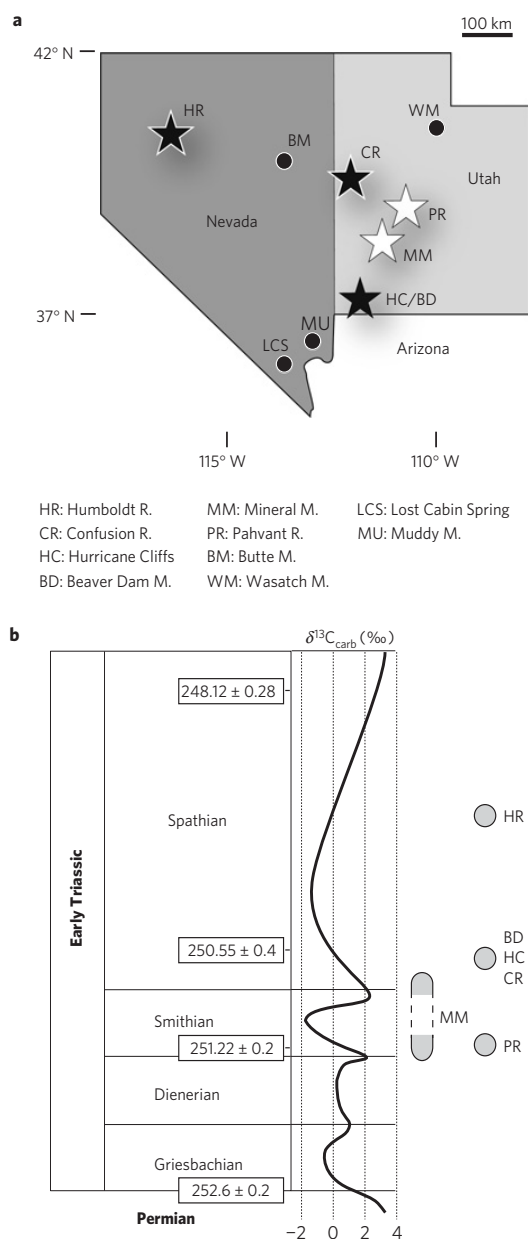 a
100 km
42° N
HR
WM
BM
CR
Utah
Nevada
PR
MM
37° N
HC/BD
MU
LCS
Arizona
115° W
110° W
HR: Humboldt R.
MM: Mineral M.
LCS: Lost Cabin Spring
CR: Confusion R.
PR: Pahvant R.
MU: Muddy M.
HC: Hurricane Cliffs
BM: Butte M.
BD: Beaver Dam M.
WM: Wasatch M.
b
δ¹³C_carb (‰)
248.12 ± 0.28
HR
Spathian
Early Triassic
BD
250.55 ± 0.4
HC
CR
Smithian
MM
251.22 ± 0.2
PR
Dienerian
Griesbachian
252.6 ± 0.2
Permian
−2 0 2 4